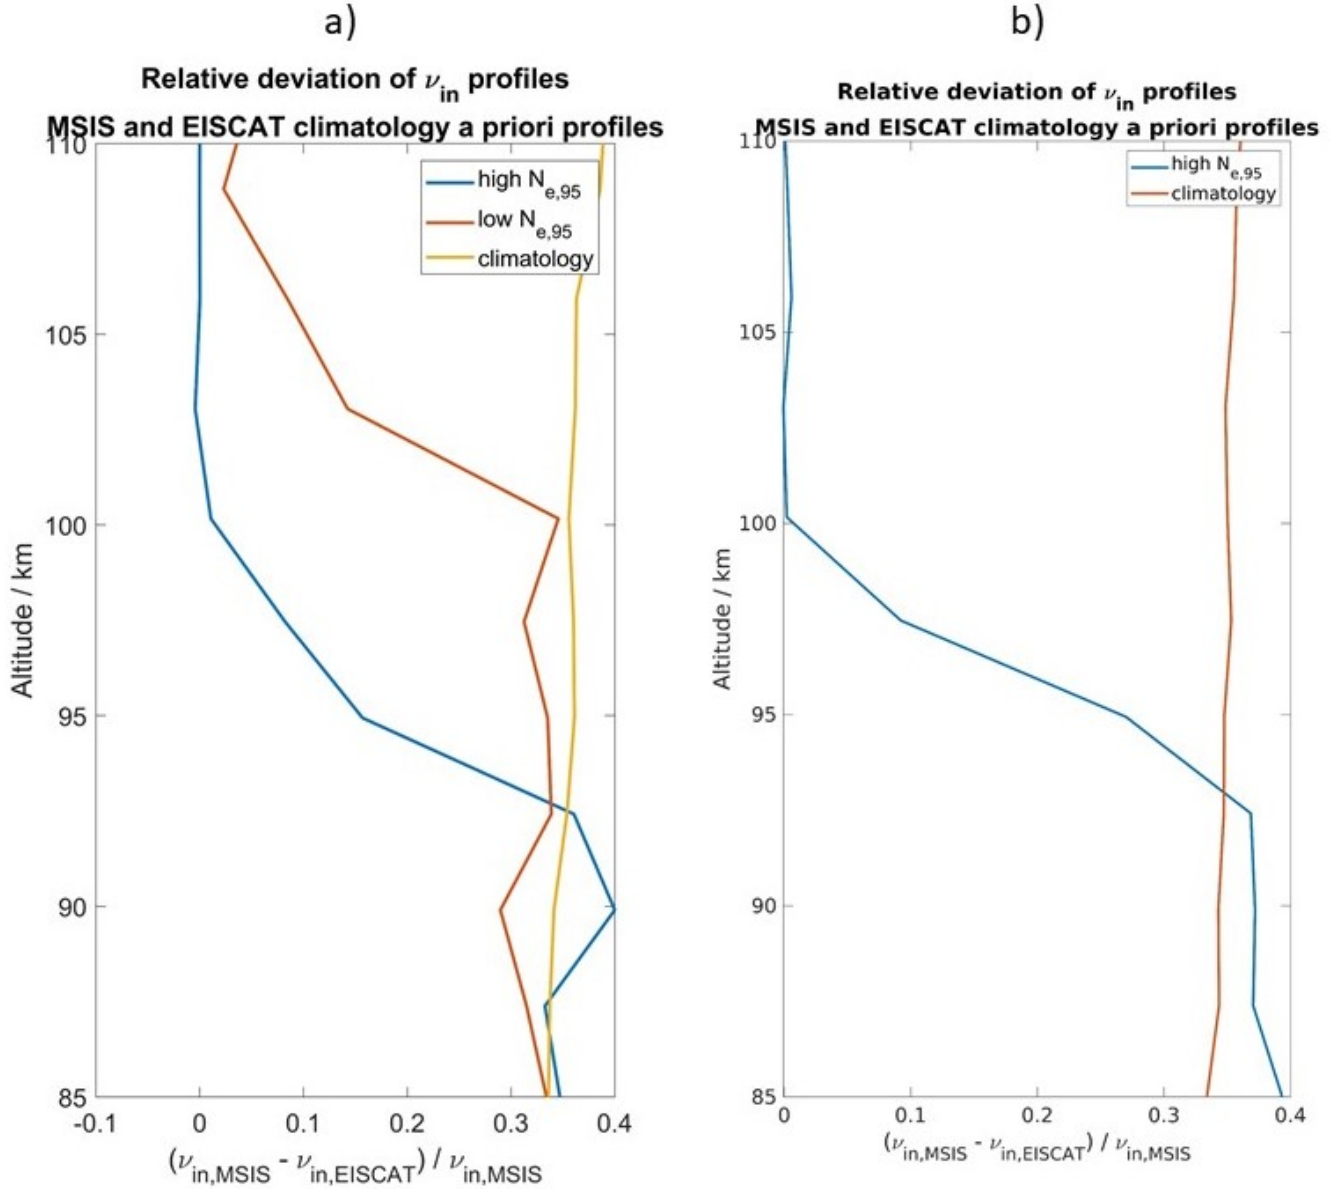 a)
Relative deviation of ν_in profiles
MSIS and EISCAT climatology a priori profiles
110
105
100
95
90
85
Altitude / km
high N_e,95
low N_e,95
climatology
-0.1 0 0.1 0.2 0.3 0.4
(ν_in,MSIS - ν_in,EISCAT) / ν_in,MSIS
b)
Relative deviation of ν_in profiles
MSIS and EISCAT climatology a priori profiles
110
105
100
95
90
85
Altitude / km
high N_e,95
climatology
0 0.1 0.2 0.3 0.4
(ν_in,MSIS - ν_in,EISCAT) / ν_in,MSIS